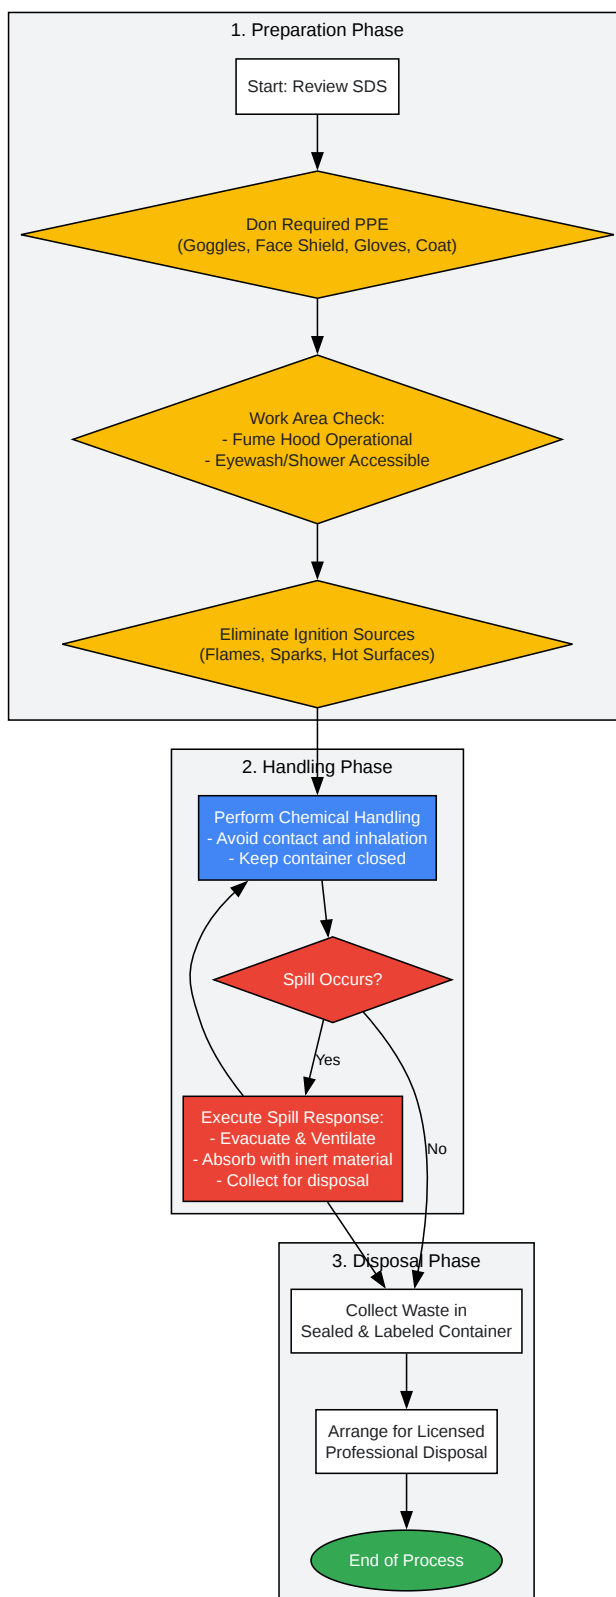 1. Preparation Phase
Start: Review SDS
Don Required PPE
(Goggles, Face Shield, Gloves, Coat)
Work Area Check:
- Fume Hood Operational
- Eyewash/Shower Accessible
Eliminate Ignition Sources
(Flames, Sparks, Hot Surfaces)
2. Handling Phase
Perform Chemical Handling
- Avoid contact and inhalation
- Keep container closed
Spill Occurs?
Yes
Execute Spill Response:
- Evacuate & Ventilate
- Absorb with inert material
- Collect for disposal
No
3. Disposal Phase
Collect Waste in
Sealed & Labeled Container
Arrange for Licensed
Professional Disposal
End of Process